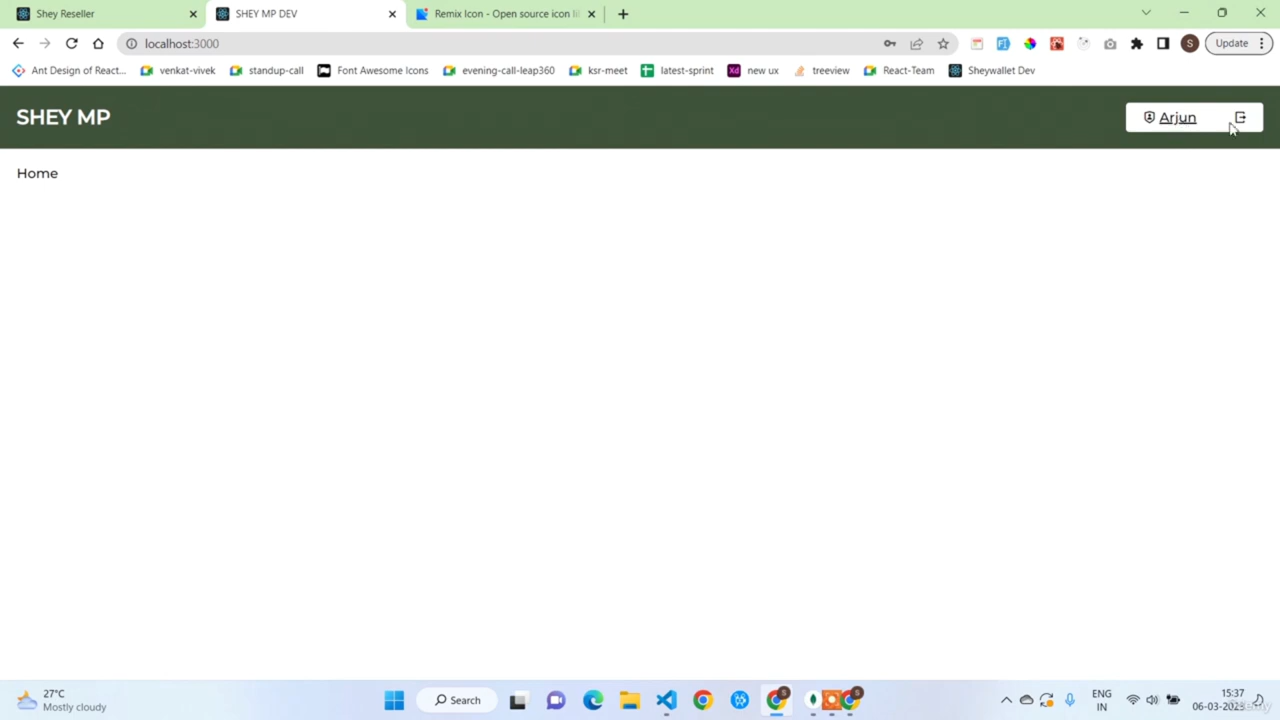 Shey Reseller
SHEY MP DEV
Remix Icon - Open source icon li
localhost:3000
S
Update
Ant Design of React...
venkat-vivek
standup-call
Font Awesome Icons
evening-call-leap360
ksr-meet
latest-sprint
Xd new ux
treeview
React-Team
Sheywallet Dev
SHEY MP
Arjun
Home
27°C
Mostly cloudy
Search
ENG
IN
15:37
06-03-2023